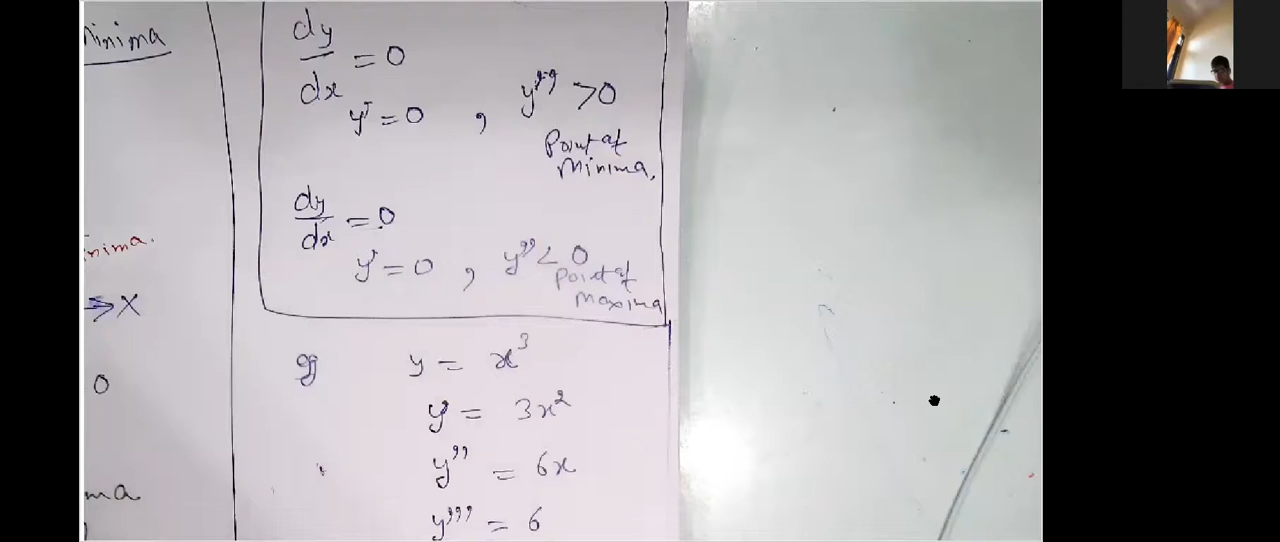 minima
nima.
→ X
0
ma
dy/dx = 0
y' = 0 , y'' > 0
Point of
Minima.
dy/dx = 0
y' = 0 , y'' < 0
Point of
Maxima
y = x³
y' = 3x²
y'' = 6x
y''' = 6